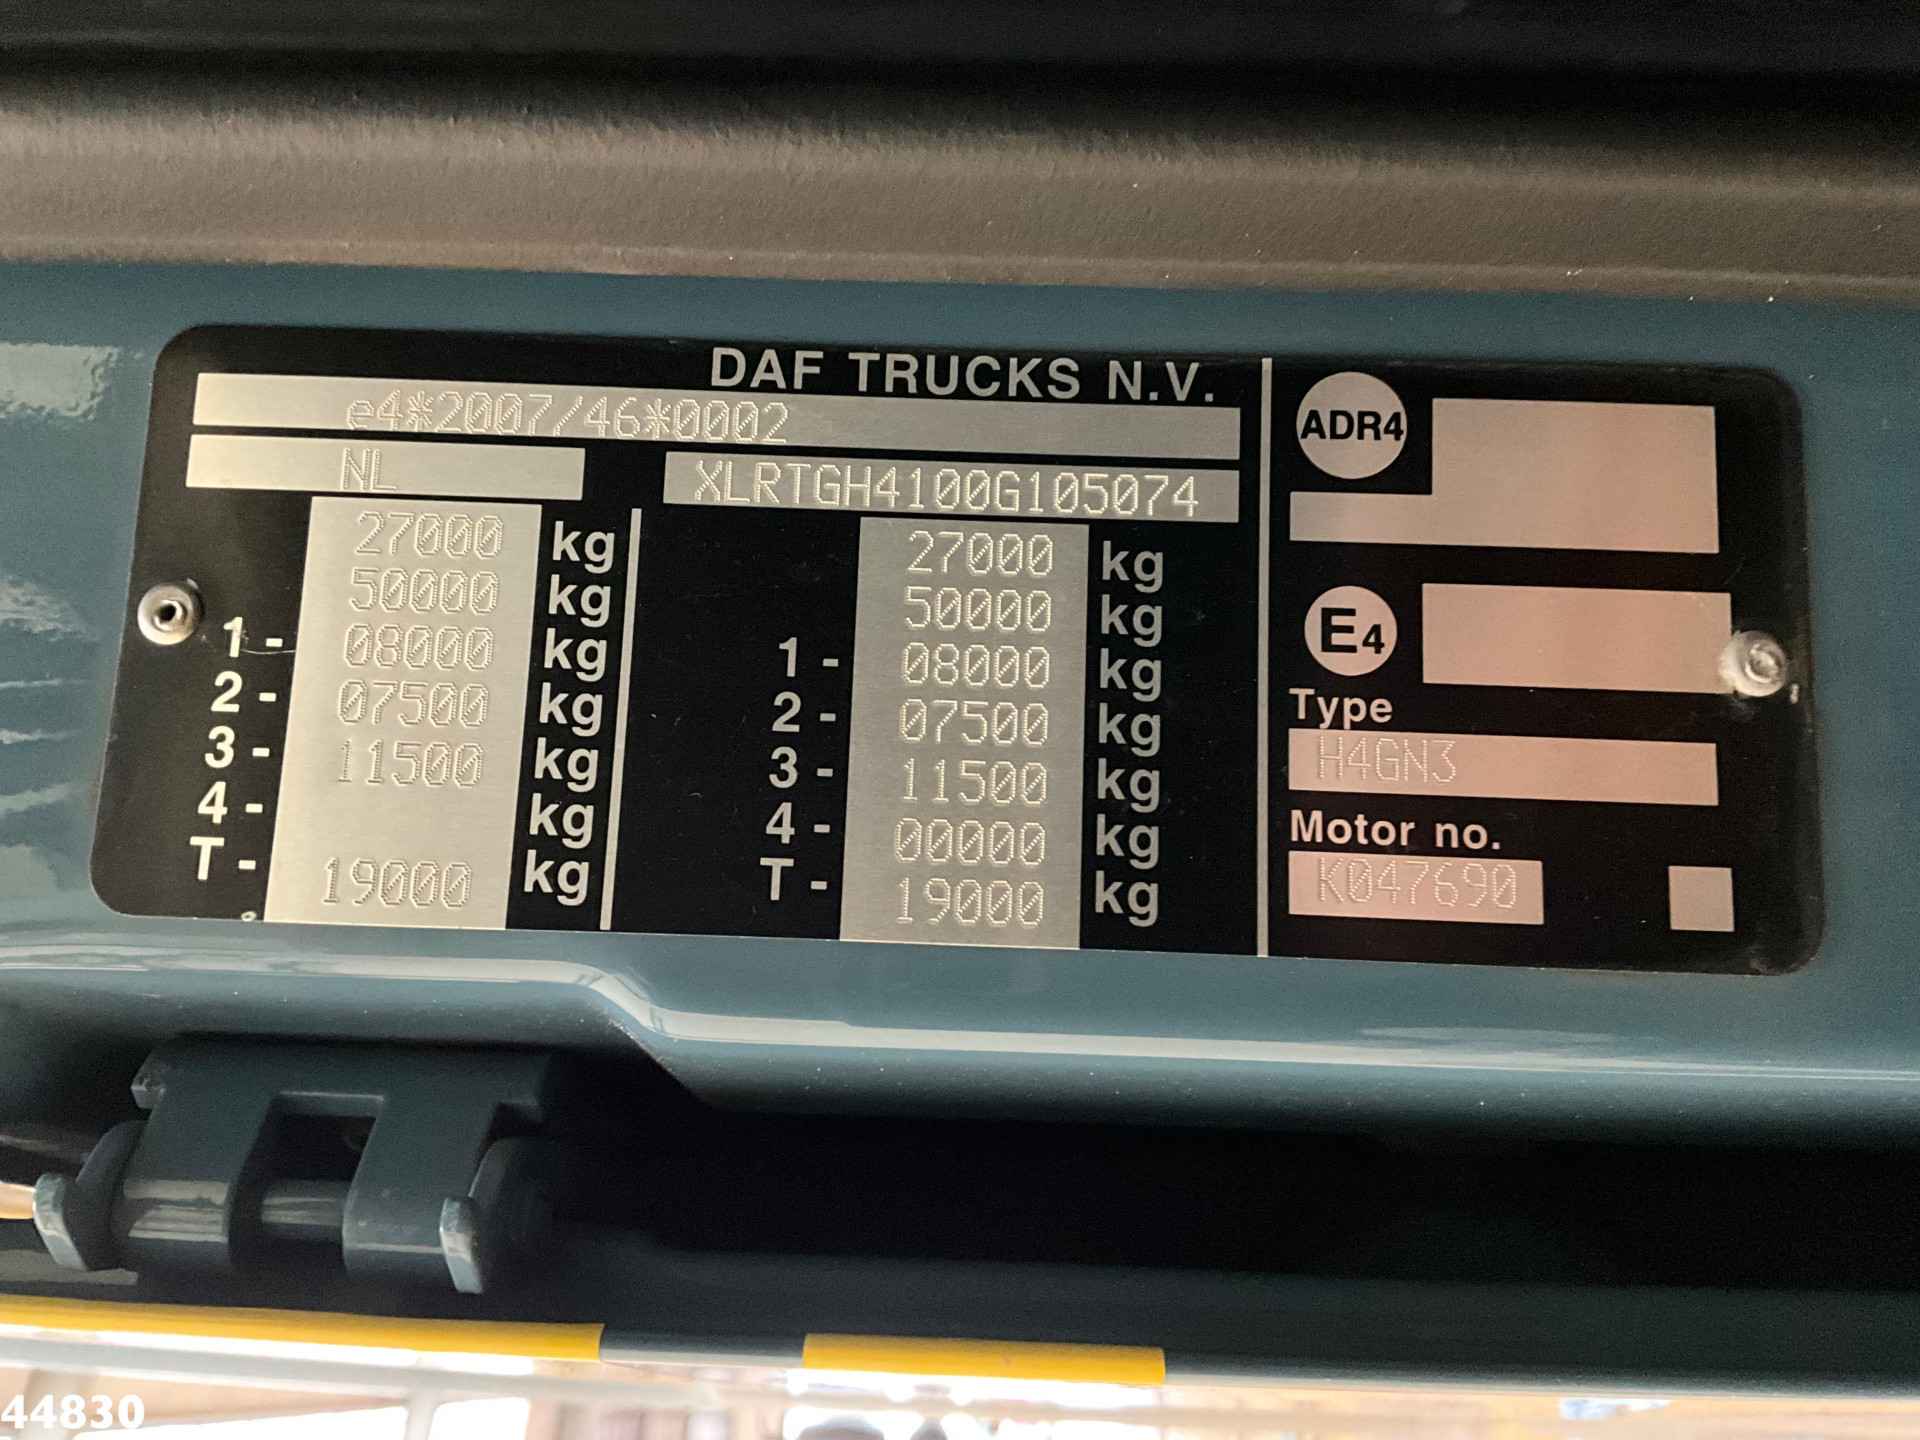 DAF TRUCKS N.V.
e4*2007/46*0002
NL XLRTGH4100G105074
27000 kg 27000 kg
50000 kg 50000 kg
1 - 08000 kg 1 - 08000 kg
2 - 07500 kg 2 - 07500 kg
3 - 11500 kg 3 - 11500 kg
4 - kg 4 - 00000 kg
T - 19000 kg T - 19000 kg
ADR4
E4
Type
H4GN3
Motor no.
K047690
44830